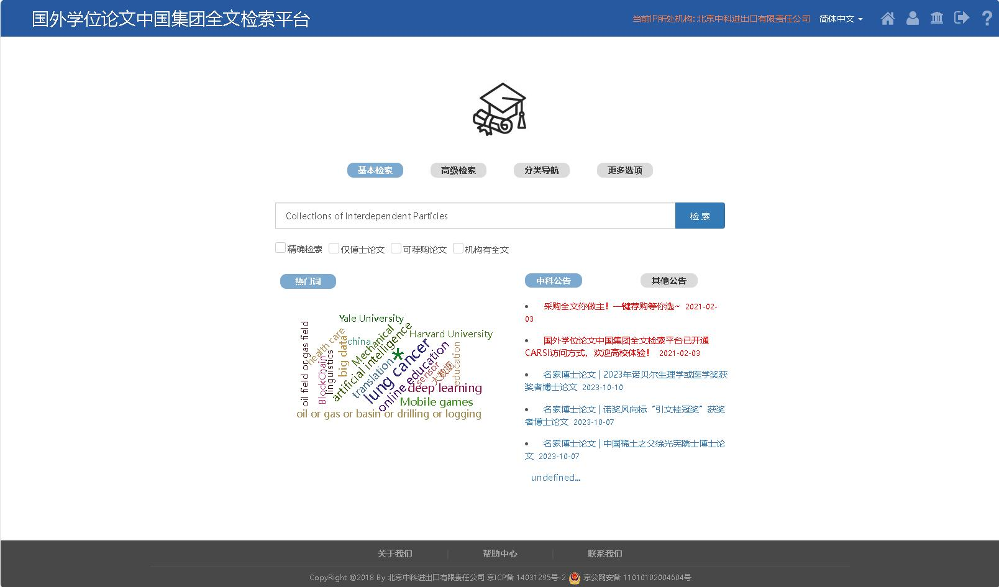 国外学位论文中国集团全文检索平台
当前IP所处机构: 北京中科进出口有限责任公司 简体中文
基本检索 高级检索 分类导航 更多选项
Collections of Interdependent Particles 检 索
精确检索 仅博士论文 可荐购论文 机构有全文
热门词
Yale University
Harvard University
oil field or gas field
health care
BlockChain
linguistics
big data
china
Mechanical
artificial intelligence
translation
*
lung cancer
online education
sensor
大数据
education
deep learning
Mobile games
oil or gas or basin or drilling or logging
中科公告 其他公告
采购全文你做主！一键荐购等你选~ 2021-02-
03
国外学位论文中国集团全文检索平台已开通
CARSI访问方式，欢迎高校体验！ 2021-02-03
名家博士论文 | 2023年诺贝尔生理学或医学奖获
奖者博士论文 2023-10-10
名家博士论文 | 诺奖风向标“引文桂冠奖”获奖
者博士论文 2023-10-07
名家博士论文 | 中国稀土之父徐光宪院士博士论
文 2023-10-07
undefined...
关于我们 帮助中心 联系我们
CopyRight @2018 By 北京中科进出口有限责任公司 京ICP备 14031295号-2 京公网安备 11010102004604号